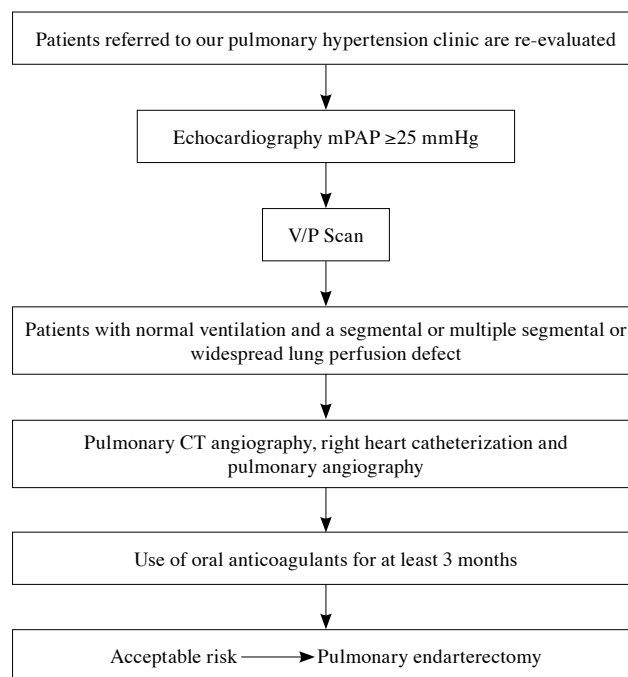 Patients referred to our pulmonary hypertension clinic are re-evaluated
Echocardiography mPAP ≥25 mmHg
V/P Scan
Patients with normal ventilation and a segmental or multiple segmental or
widespread lung perfusion defect
Pulmonary CT angiography, right heart catheterization and
pulmonary angiography
Use of oral anticoagulants for at least 3 months
Acceptable risk Pulmonary endarterectomy